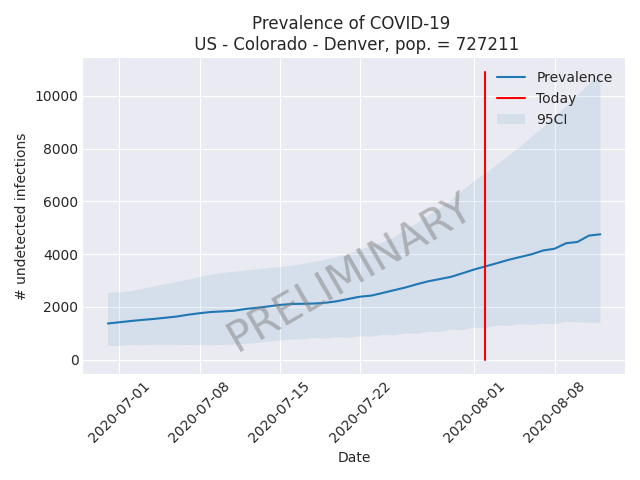 Prevalence of COVID-19
US - Colorado - Denver, pop. = 727211
Prevalence
Today
95CI
# undetected infections
10000
8000
6000
4000
2000
0
PRELIMINARY
2020-07-01
2020-07-08
2020-07-15
2020-07-22
2020-08-01
2020-08-08
Date